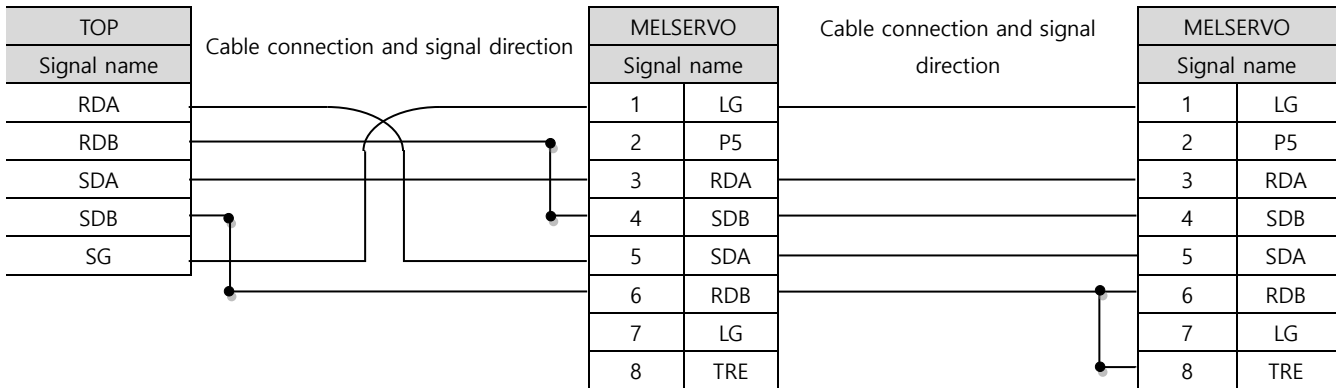 TOP
Cable connection and signal direction
MELSERVO
Cable connection and signal
direction
MELSERVO
Signal name
Signal name
Signal name
RDA
1 LG
1 LG
RDB
2 P5
2 P5
SDA
3 RDA
3 RDA
SDB
4 SDB
4 SDB
SG
5 SDA
5 SDA
6 RDB
6 RDB
7 LG
7 LG
8 TRE
8 TRE